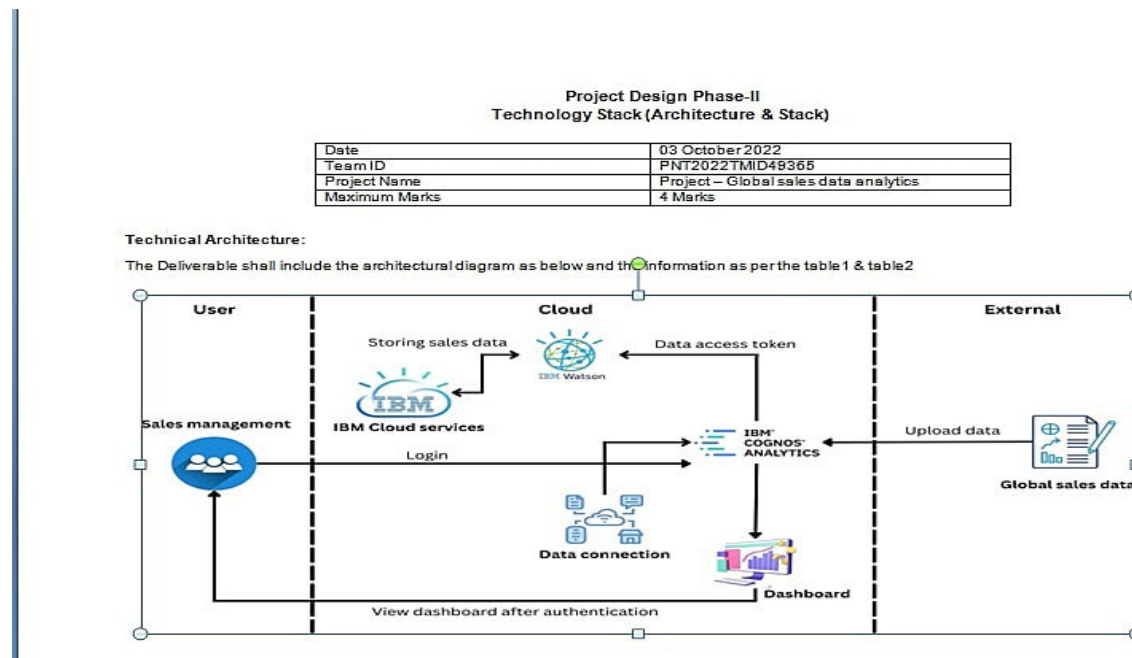 Project Design Phase-II
Technology Stack (Architecture & Stack)
Date 03 October 2022
Team ID PNT2022TMID49365
Project Name Project – Global sales data analytics
Maximum Marks 4 Marks
Technical Architecture:
The Deliverable shall include the architectural diagram as below and the information as per the table1 & table2
User Cloud External
Storing sales data Data access token
IBM Watson
IBM
IBM Cloud services
Sales management
Login
IBM®
COGNOS®
ANALYTICS
Upload data
Global sales data
Data connection
Dashboard
View dashboard after authentication